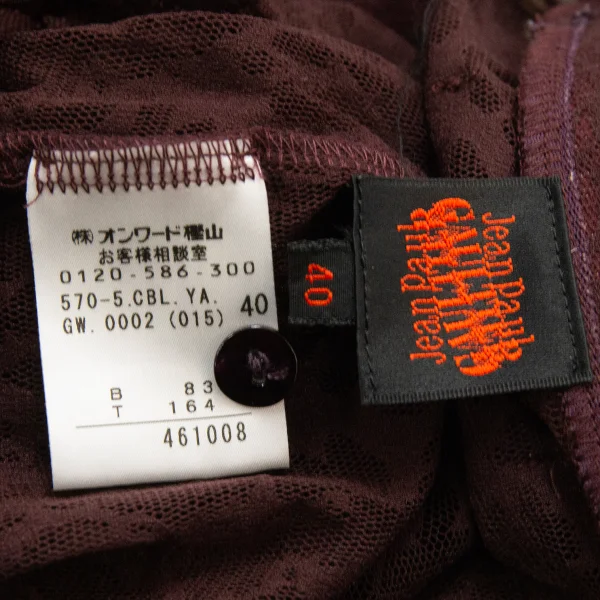 (株)オンワード樫山
お客様相談室
0120-586-300
570-5.CBL.YA.
GW.0002 (015) 40
B 83
T 164
461008
40
Jean Paul
GAULTIER
Jean Paul